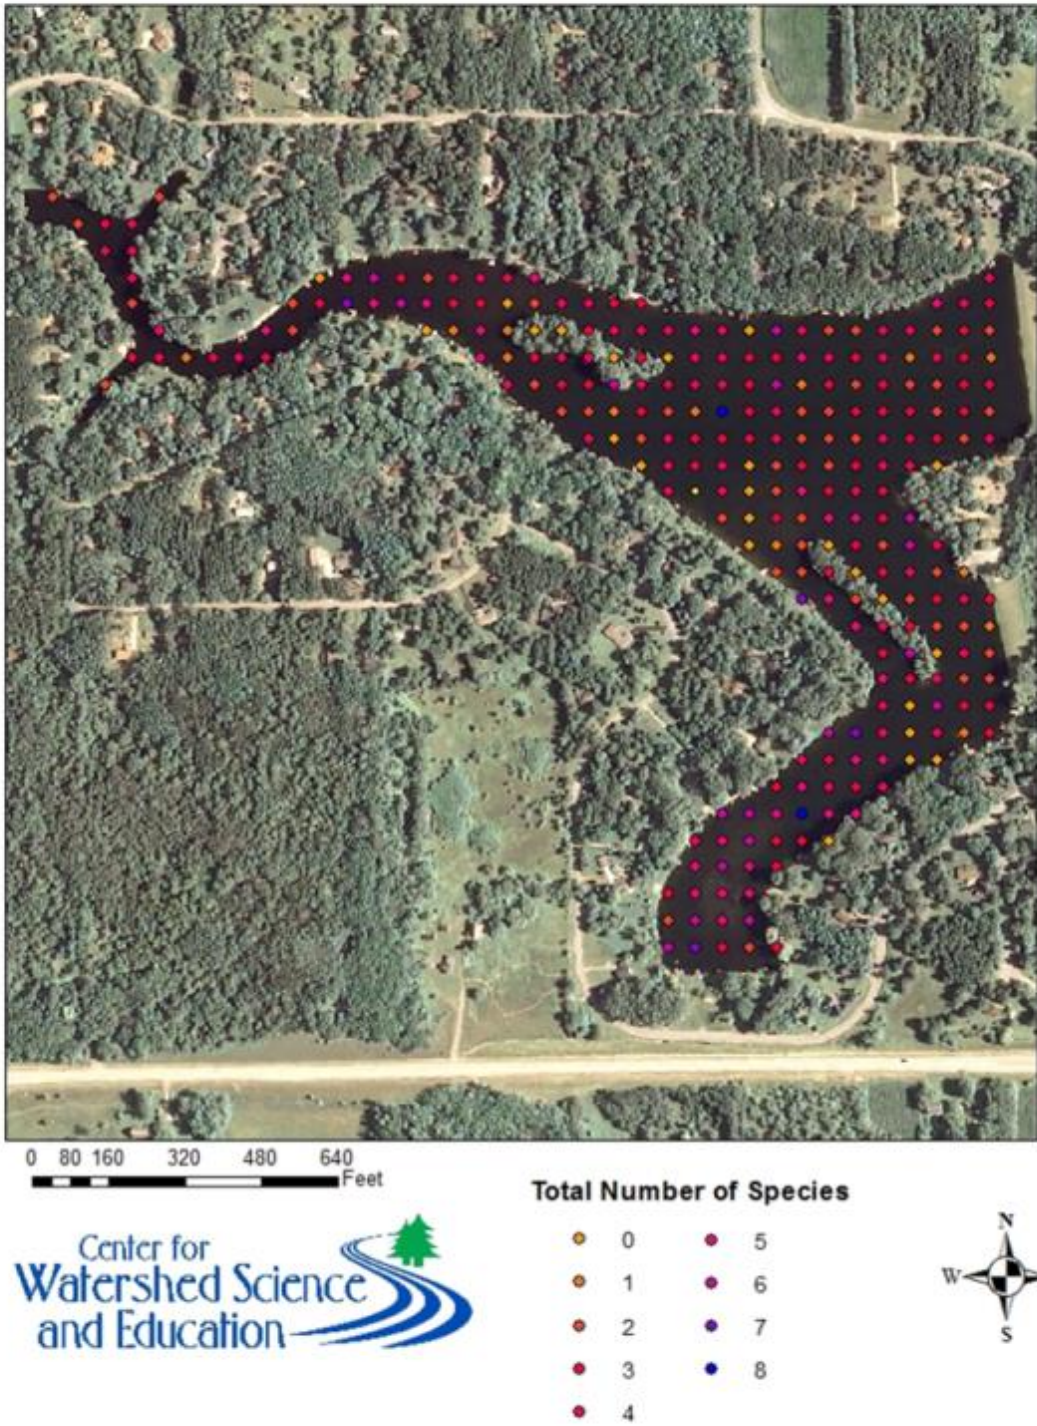 0 80 160 320 480 640
Feet
Total Number of Species
0 5
1 6
2 7
3 8
4
Center for
Watershed Science
and Education
N
W
S